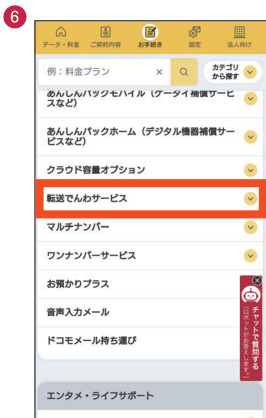 6
データ・料金 ご契約内容 お手続き 設定 法人向け
例：料金プラン × カテゴリから探す
あんしんパックモバイル（ケータイ補償サービ
スなど）
あんしんパックホーム（デジタル機器補償サー
ビスなど）
クラウド容量オプション
転送でんわサービス
マルチナンバー
ワンナンバーサービス
お預かりプラス
音声入力メール
ドコモメール持ち運び
チャットで質問する
（ロボットがお答えします。）
エンタメ・ライフサポート